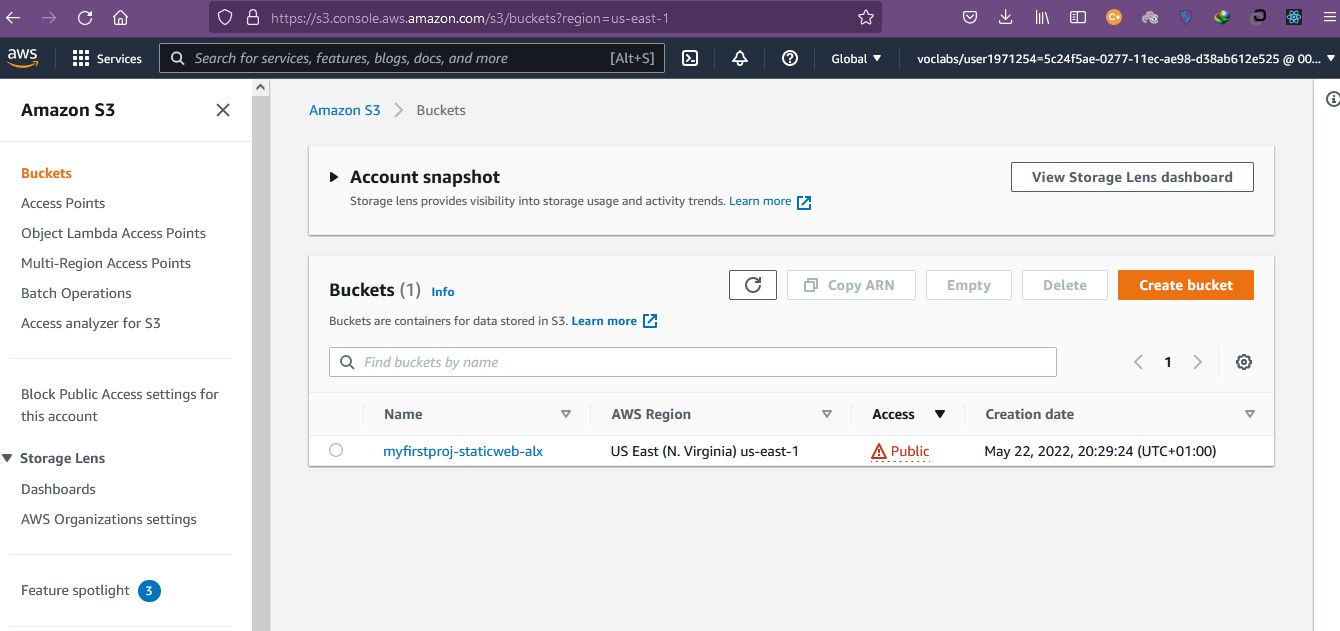 https://s3.console.aws.amazon.com/s3/buckets?region=us-east-1
aws
Services
Search for services, features, blogs, docs, and more
[Alt+S]
Global
voclabs/user1971254=5c24f5ae-0277-11ec-ae98-d38ab612e525 @ 00...
Amazon S3
Buckets
Access Points
Object Lambda Access Points
Multi-Region Access Points
Batch Operations
Access analyzer for S3
Block Public Access settings for
this account
Storage Lens
Dashboards
AWS Organizations settings
Feature spotlight 3
Amazon S3 > Buckets
Account snapshot
View Storage Lens dashboard
Storage lens provides visibility into storage usage and activity trends. Learn more
Buckets (1) Info
Copy ARN
Empty
Delete
Create bucket
Buckets are containers for data stored in S3. Learn more
Find buckets by name
1
Name AWS Region Access Creation date
myfirstproj-staticweb-alx US East (N. Virginia) us-east-1 Public May 22, 2022, 20:29:24 (UTC+01:00)